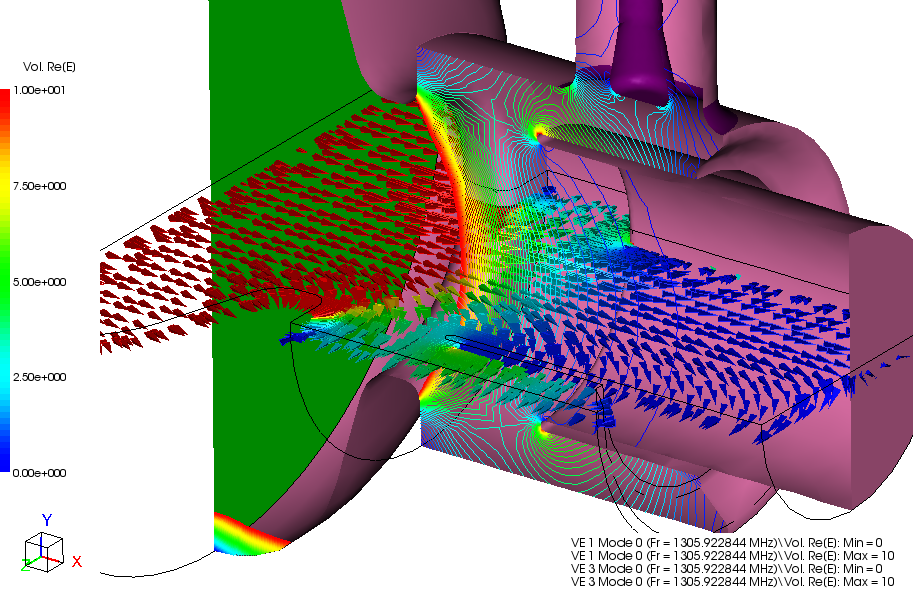 Vol. Re(E)
1.00e+001
7.50e+000
5.00e+000
2.50e+000
0.00e+000
Y
Z
X
VE 1 Mode 0 (Fr = 1305.922844 MHz)\Vol. Re(E): Min = 0
VE 1 Mode 0 (Fr = 1305.922844 MHz)\Vol. Re(E): Max = 10
VE 3 Mode 0 (Fr = 1305.922844 MHz)\Vol. Re(E): Min = 0
VE 3 Mode 0 (Fr = 1305.922844 MHz)\Vol. Re(E): Max = 10